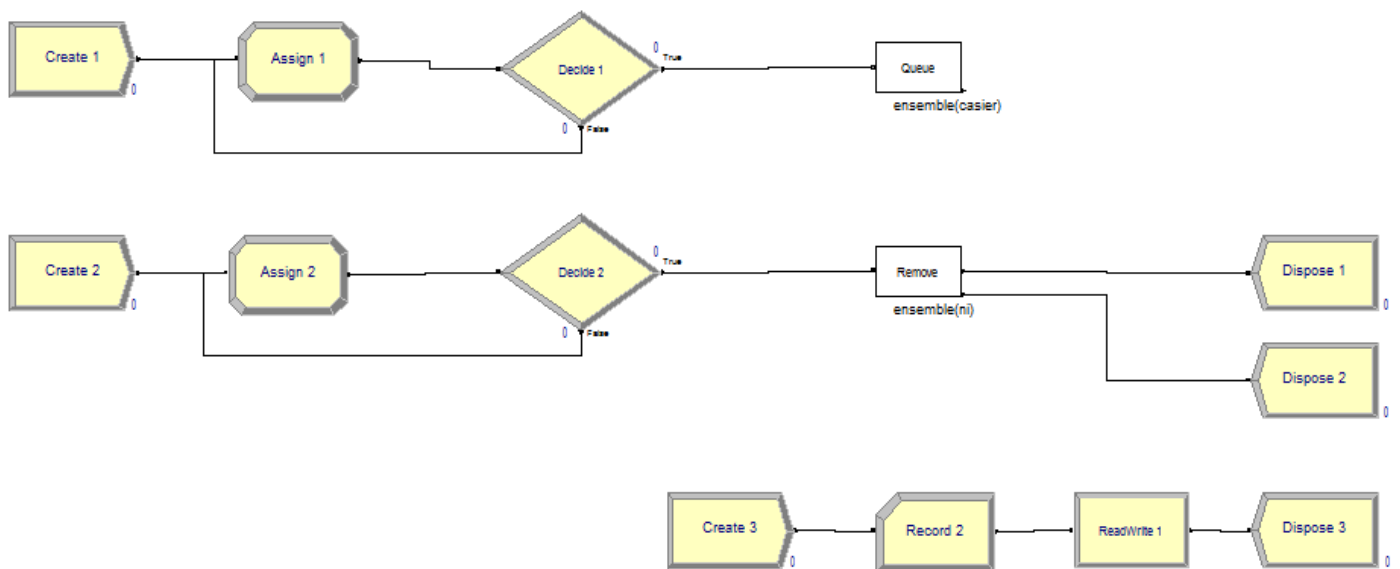 Create 1
0
Assign 1
Decide 1
0
True
0
False
Queue
ensemble(casier)
Create 2
0
Assign 2
Decide 2
0
True
0
False
Remove
ensemble(ni)
Dispose 1
0
Dispose 2
0
Create 3
0
Record 2
ReadWrite 1
Dispose 3
0